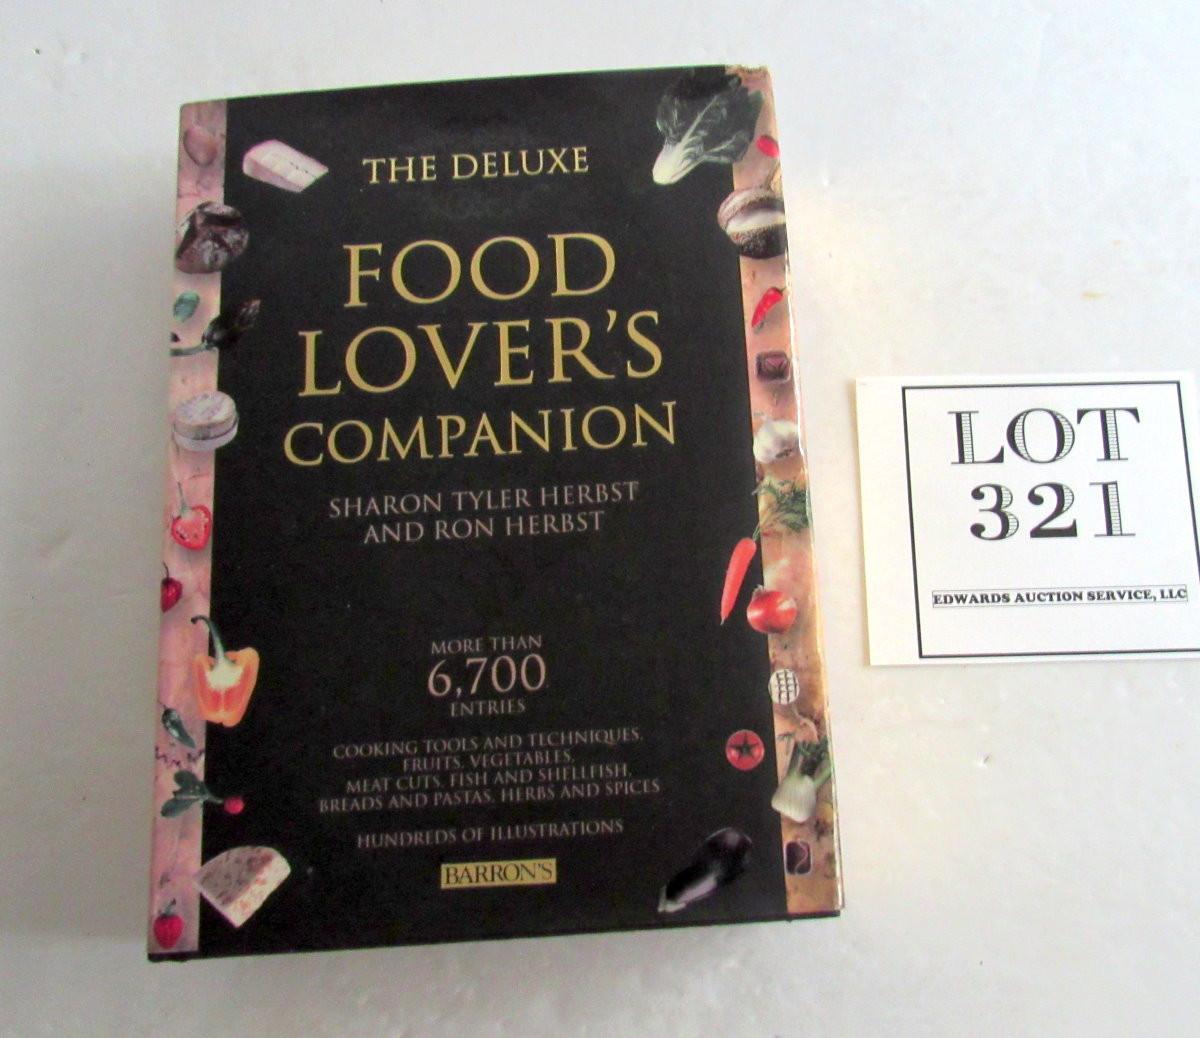 THE DELUXE
FOOD
LOVER'S
COMPANION
SHARON TYLER HERBST
AND RON HERBST
MORE THAN
6,700
ENTRIES
COOKING TOOLS AND TECHNIQUES,
FRUITS, VEGETABLES,
MEAT CUTS, FISH AND SHELLFISH,
BREADS AND PASTAS, HERBS AND SPICES
HUNDREDS OF ILLUSTRATIONS
BARRON'S
LOT
321
EDWARDS AUCTION SERVICE, LLC